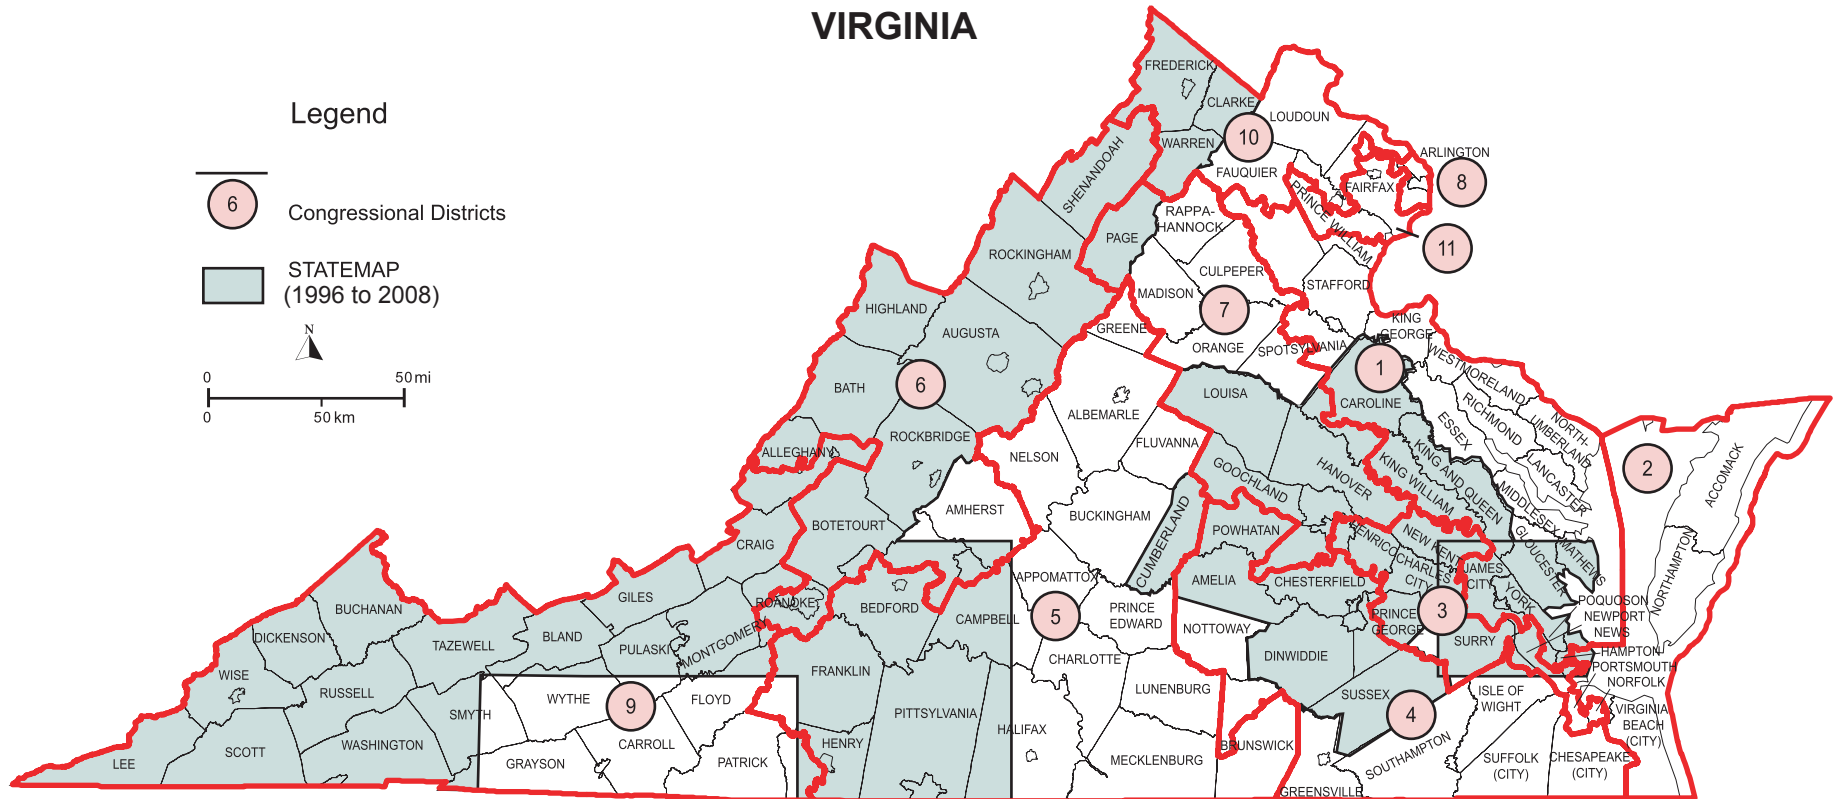 VIRGINIA
Legend
6
Congressional Districts
STATEMAP
(1996 to 2008)
N
0
50 mi
0
50 km
FREDERICK
CLARKE
LOUDOUN
10
WARREN
SHENANDOAH
FAUQUIER
ARLINGTON
8
FAIRFAX
PRINCE WILLIAM
11
RAPPA-
HANNOCK
PAGE
ROCKINGHAM
CULPEPER
STAFFORD
MADISON
7
HIGHLAND
AUGUSTA
GREENE
ORANGE
SPOTSYLVANIA
KING
GEORGE
1
WESTMORELAND
BATH
6
LOUISA
CAROLINE
ESSEX
RICHMOND
NORTH-
UMBERLAND
ALBEMARLE
FLUVANNA
ALLEGHANY
ROCKBRIDGE
NELSON
GOOCHLAND
HANOVER
KING WILLIAM
KING AND QUEEN
LANCASTER
MIDDLESEX
2
ACCOMACK
NORTHAMPTON
AMHERST
BUCKINGHAM
CUMBERLAND
POWHATAN
HENRICO
NEW KENT
CHARLES
CITY
JAMES
CITY
GLOUCESTER
MATHEWS
BOTETOURT
CRAIG
APPOMATTOX
AMELIA
CHESTERFIELD
YORK
POQUOSON
NEWPORT
NEWS
BUCHANAN
GILES
ROANOKE
BEDFORD
CAMPBELL
5
PRINCE
EDWARD
NOTTOWAY
PRINCE
GEORGE
3
SURRY
HAMPTON
PORTSMOUTH
NORFOLK
DICKENSON
TAZEWELL
BLAND
PULASKI
MONTGOMERY
FRANKLIN
CHARLOTTE
DINWIDDIE
WISE
RUSSELL
SMYTH
WYTHE
9
FLOYD
PITTSYLVANIA
HALIFAX
LUNENBURG
SUSSEX
4
ISLE OF
WIGHT
VIRGINIA
BEACH
(CITY)
LEE
SCOTT
WASHINGTON
GRAYSON
CARROLL
PATRICK
HENRY
MECKLENBURG
BRUNSWICK
GREENSVILLE
SOUTHAMPTON
SUFFOLK
(CITY)
CHESAPEAKE
(CITY)